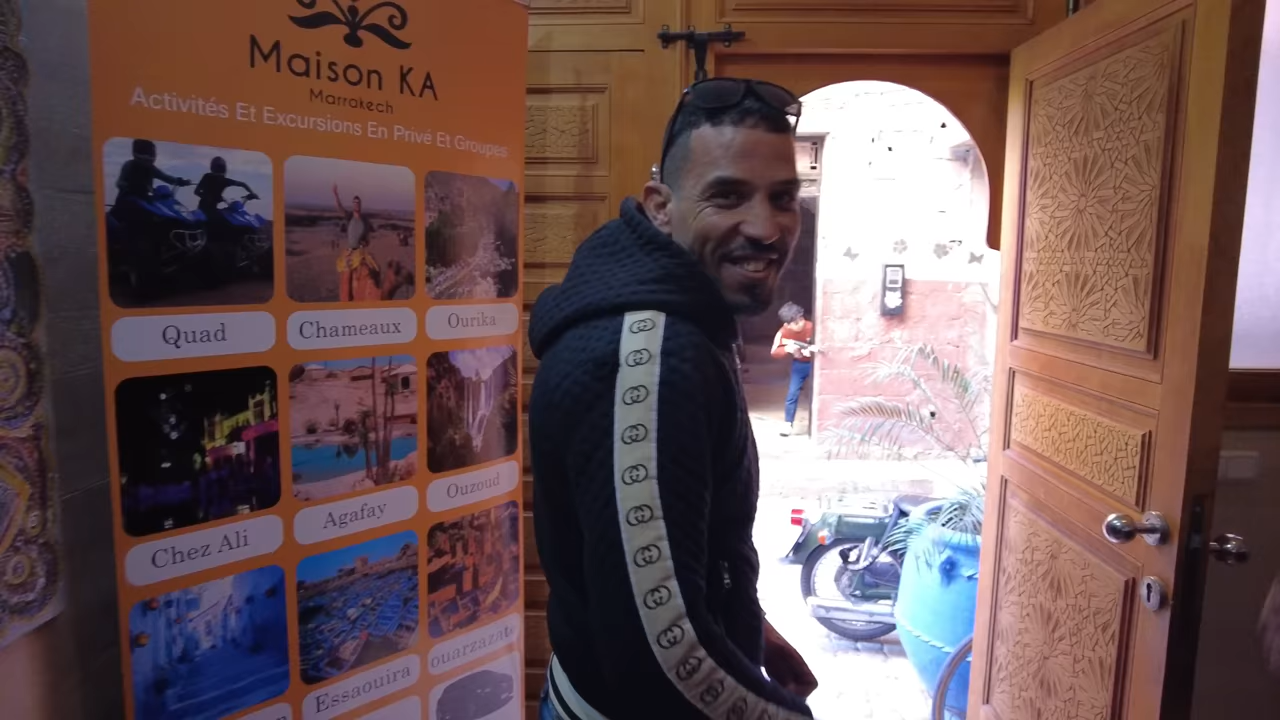 Maison KA
Marrakech
Activités Et Excursions En Privé Et Groupes
Quad
Chameaux
Ourika
Chez Ali
Agafay
Ouzoud
Essaouira
ouarzazate